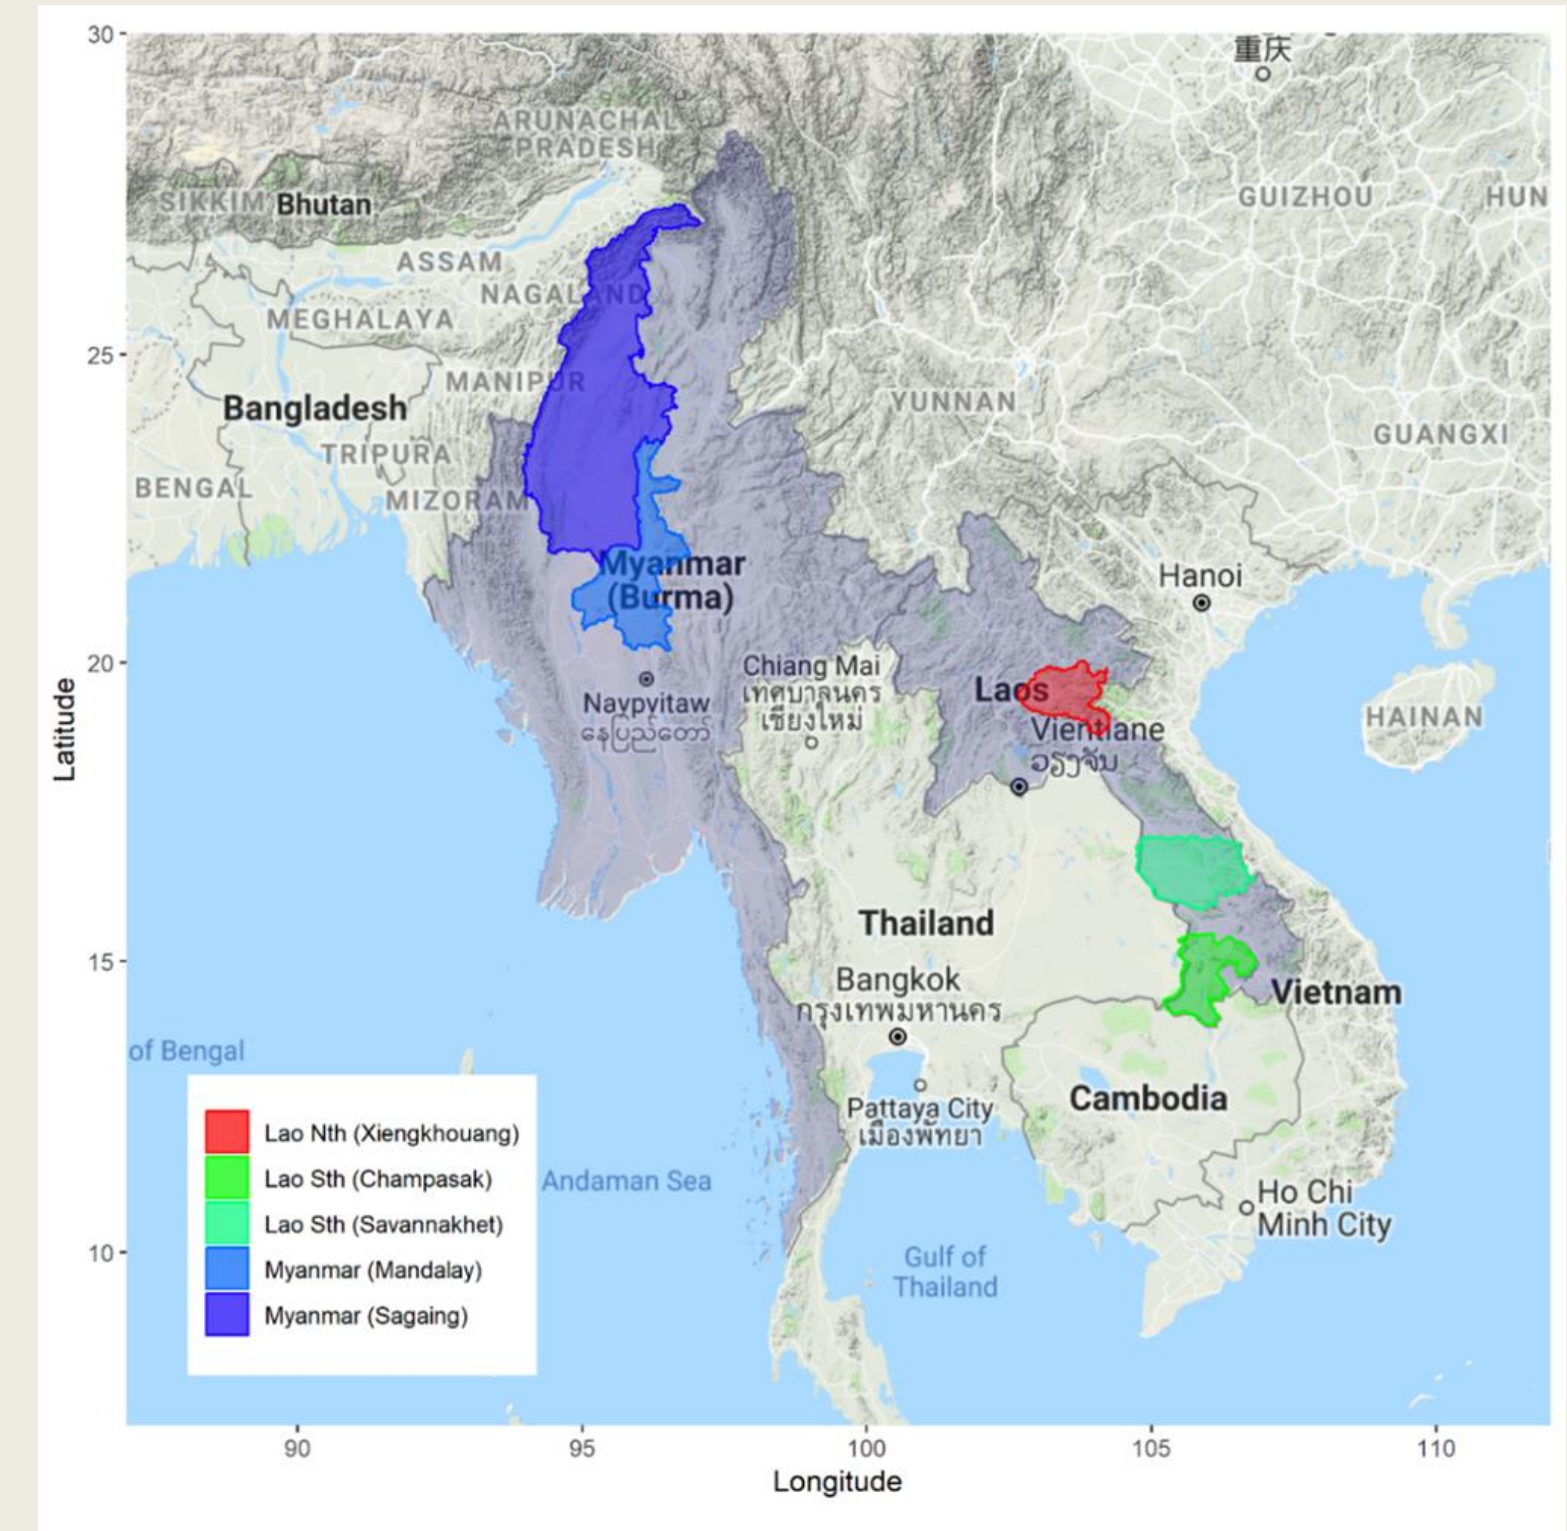 30
25
20
15
10
Latitude
90
95
100
105
110
Longitude
重庆
ARUNACHAL
PRADESH
SIKKIM
Bhutan
GUIZHOU
HUN
ASSAM
NAGALAND
MEGHALAYA
MANIPUR
YUNNAN
Bangladesh
GUANGXI
TRIPURA
BENGAL
MIZORAM
Myanmar
(Burma)
Hanoi
Chiang Mai
เทศบาลนคร
เชียงใหม่
Laos
Naypyitaw
နေပြည်တော်
Vientiane
ວຽງຈັນ
HAINAN
Thailand
Bangkok
กรุงเทพมหานคร
Vietnam
of Bengal
Cambodia
Pattaya City
เมืองพัทยา
Andaman Sea
Ho Chi
Minh City
Gulf of
Thailand
Lao Nth (Xiengkhouang)
Lao Sth (Champasak)
Lao Sth (Savannakhet)
Myanmar (Mandalay)
Myanmar (Sagaing)